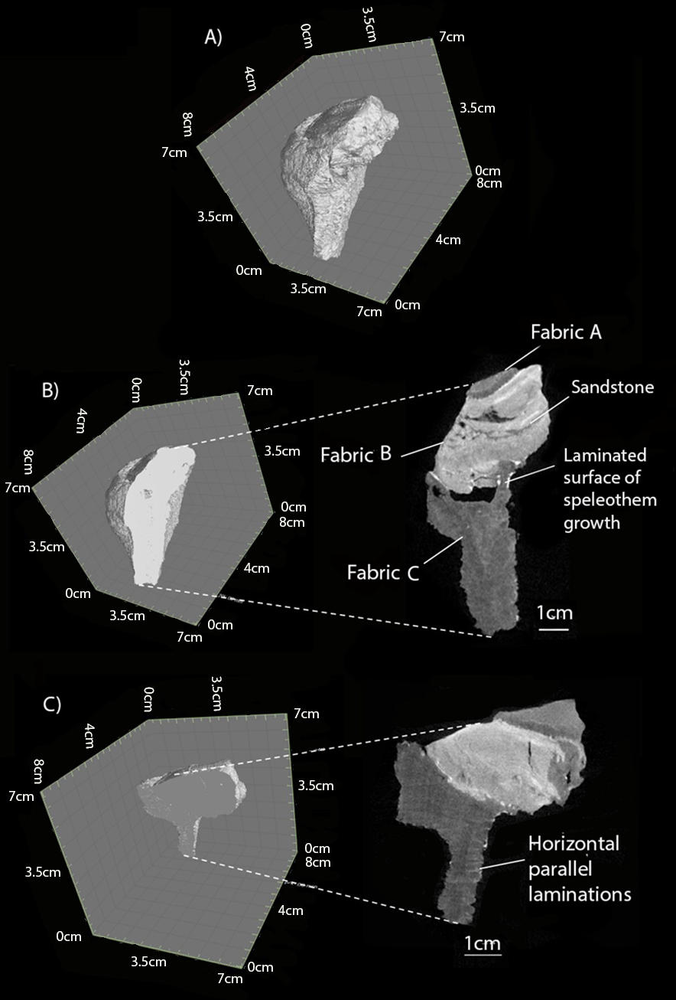 A)
0cm
3.5cm
7cm
4cm
8cm
7cm
3.5cm
0cm
8cm
3.5cm
4cm
0cm
3.5cm
7cm
0cm
Fabric A
B)
0cm
3.5cm
7cm
Sandstone
4cm
3.5cm
Fabric B
8cm
7cm
Laminated
surface of
speleothem
growth
0cm
8cm
3.5cm
4cm
Fabric C
0cm
3.5cm
0cm
7cm
1cm
C)
0cm
3.5cm
7cm
4cm
8cm
7cm
3.5cm
0cm
8cm
3.5cm
4cm
Horizontal
parallel
laminations
0cm
3.5cm
0cm
7cm
1cm